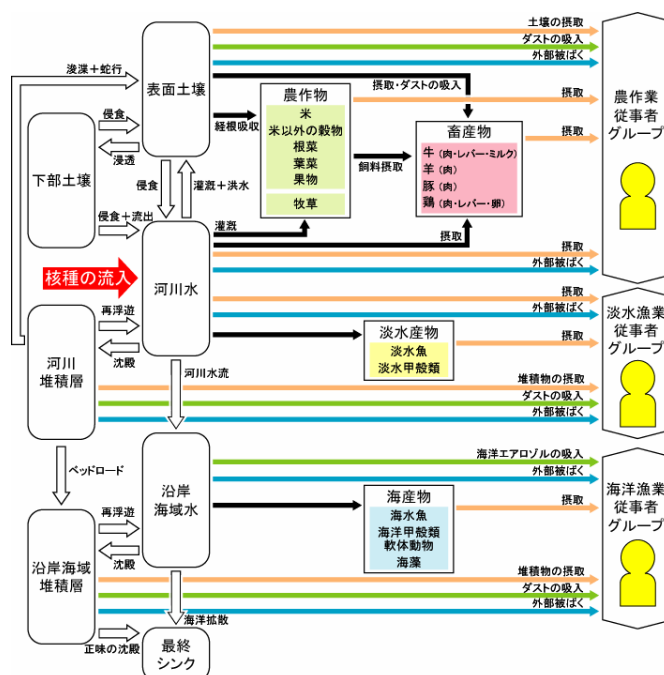 土壌の摂取
ダストの吸入
外部被ばく
浚渫+蛇行
表面土壌
摂取・ダストの吸入
農作物
米
米以外の穀物
根菜
葉菜
果物
牧草
摂取
農作業
従事者
グループ
経根吸収
畜産物
牛(肉・レバー・ミルク)
羊(肉)
豚(肉)
鶏(肉・レバー・卵)
摂取
侵食
浸透
下部土壌
飼料摂取
侵食
灌漑+洪水
侵食+流出
灌漑
摂取
摂取
外部被ばく
核種の流入
河川水
摂取
外部被ばく
淡水漁業
従事者
グループ
再浮遊
沈殿
淡水産物
淡水魚
淡水甲殻類
摂取
河川
堆積層
河川水流
堆積物の摂取
ダストの吸入
外部被ばく
ベッドロード
沿岸
海域水
海洋エアロゾルの吸入
外部被ばく
海洋漁業
従事者
グループ
海産物
海水魚
海洋甲殻類
軟体動物
海藻
摂取
再浮遊
沈殿
沿岸海域
堆積層
堆積物の摂取
ダストの吸入
外部被ばく
海洋拡散
正味の沈殿
最終
シンク